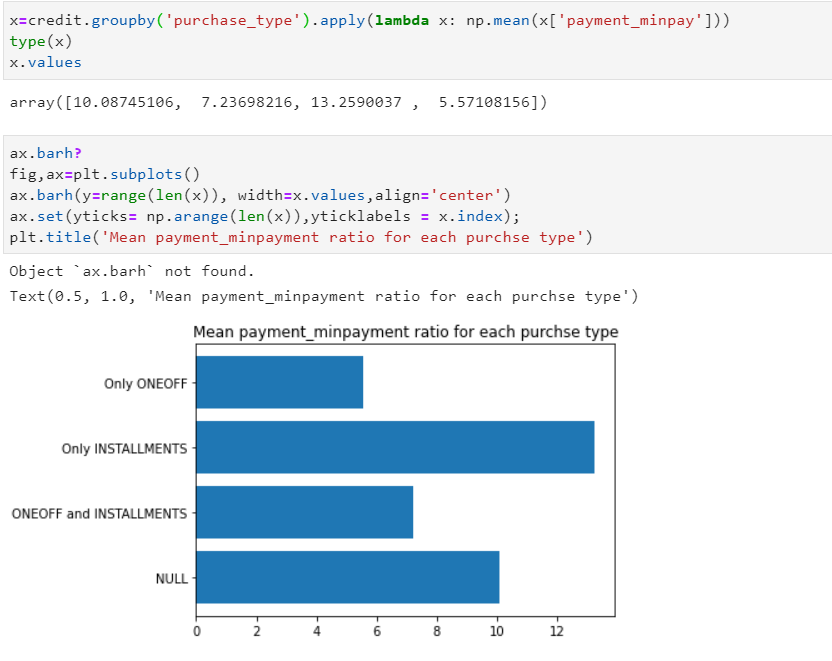 x=credit.groupby('purchase_type').apply(lambda x: np.mean(x['payment_minpay']))
type(x)
x.values
array([10.08745106,  7.23698216, 13.2590037 ,  5.57108156])
ax.barh?
fig,ax=plt.subplots()
ax.barh(y=range(len(x)), width=x.values,align='center')
ax.set(yticks= np.arange(len(x)),yticklabels = x.index);
plt.title('Mean payment_minpayment ratio for each purchse type')
Object `ax.barh` not found.
Text(0.5, 1.0, 'Mean payment_minpayment ratio for each purchse type')
Mean payment_minpayment ratio for each purchse type
Only ONEOFF
Only INSTALLMENTS
ONEOFF and INSTALLMENTS
NULL
0 2 4 6 8 10 12